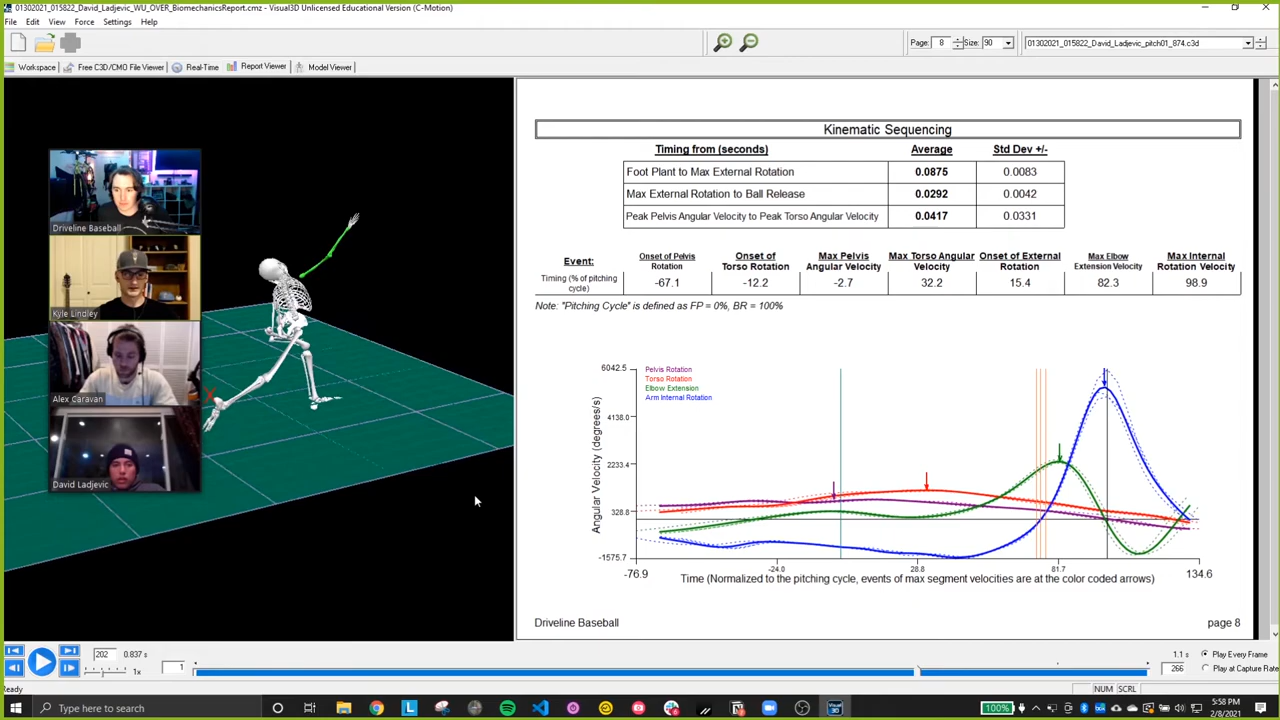 01302021_015822_David_Ladjevic_WU_OVER_BiomechanicsReport.cmz - Visual3D Unlicensed Educational Version (C-Motion)
File Edit View Force Settings Help
Page: 8 Size: 90 01302021_015822_David_Ladjevic_pitch01_874.c3d
Workspace Free C3D/CMO File Viewer Real-Time Report Viewer Model Viewer
Driveline Baseball
Kyle Lindley
Alex Caravan
David Ladjevic
X
Kinematic Sequencing
Timing from (seconds) Average Std Dev +/-
Foot Plant to Max External Rotation 0.0875 0.0083
Max External Rotation to Ball Release 0.0292 0.0042
Peak Pelvis Angular Velocity to Peak Torso Angular Velocity 0.0417 0.0331
Event: Onset of Pelvis Rotation Onset of Torso Rotation Max Pelvis Angular Velocity Max Torso Angular Velocity Onset of External Rotation Max Elbow Extension Velocity Max Internal Rotation Velocity
Timing (% of pitching cycle) -67.1 -12.2 -2.7 32.2 15.4 82.3 98.9
Note: "Pitching Cycle" is defined as FP = 0%, BR = 100%
Pelvis Rotation
Torso Rotation
Elbow Extension
Arm Internal Rotation
Angular Velocity (degrees/s)
6042.5
4138.0
2233.4
328.8
-1575.7
-76.9 -24.0 28.8 81.7 134.6
Time (Normalized to the pitching cycle, events of max segment velocities are at the color coded arrows)
Driveline Baseball page 8
202 0.837 s 1x 1 1.1 s 266
Play Every Frame
Play at Capture Rate
Ready NUM SCRL
Type here to search
100% 5:58 PM
2/8/2021